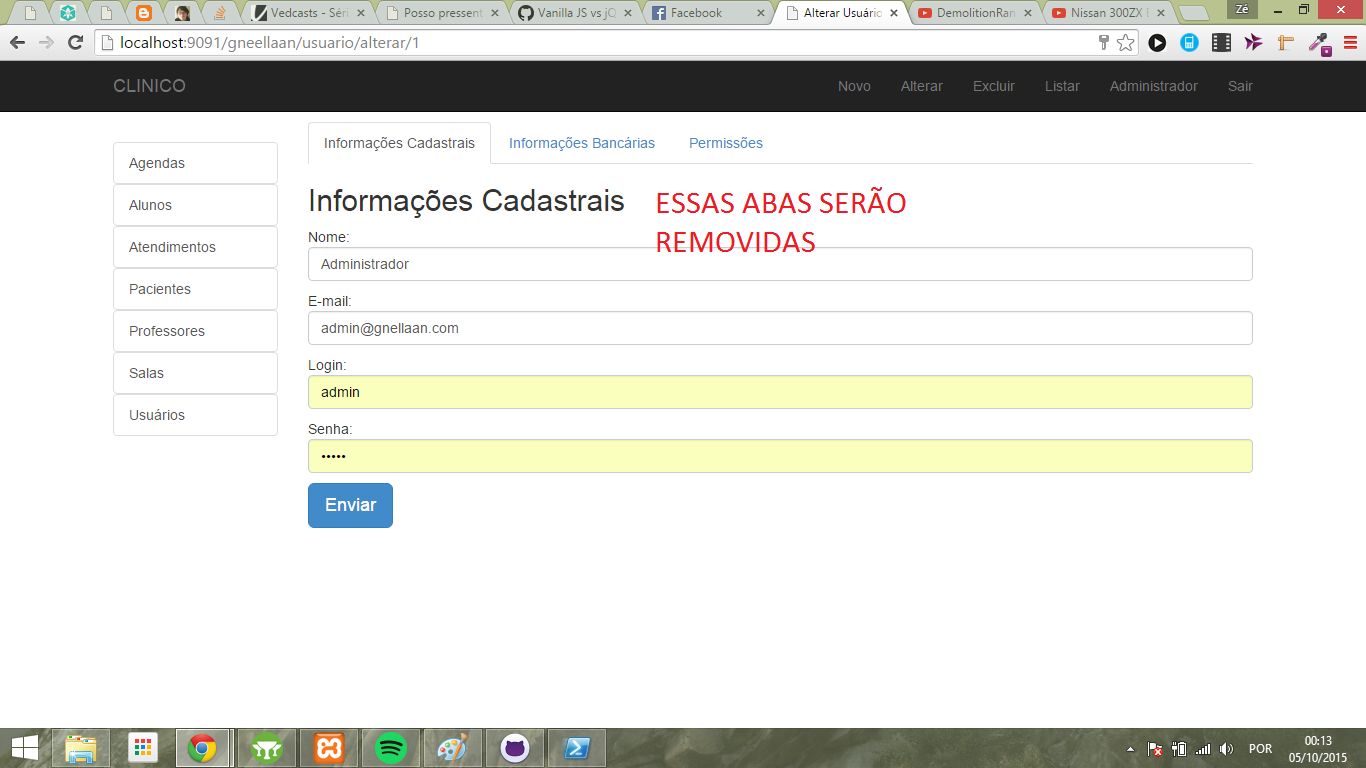 Vedcasts - Séri
Posso pressent
Vanilla JS vs jQ
Facebook
Alterar Usuário
DemolitionRan
Nissan 300ZX
Zé
localhost:9091/gneellaan/usuario/alterar/1
CLINICO
Novo
Alterar
Excluir
Listar
Administrador
Sair
Informações Cadastrais
Informações Bancárias
Permissões
Agendas
Alunos
Atendimentos
Pacientes
Professores
Salas
Usuários
Informações Cadastrais
ESSAS ABAS SERÃO
REMOVIDAS
Nome:
Administrador
E-mail:
admin@gnellaan.com
Login:
admin
Senha:
•••••
Enviar
POR
00:13
05/10/2015